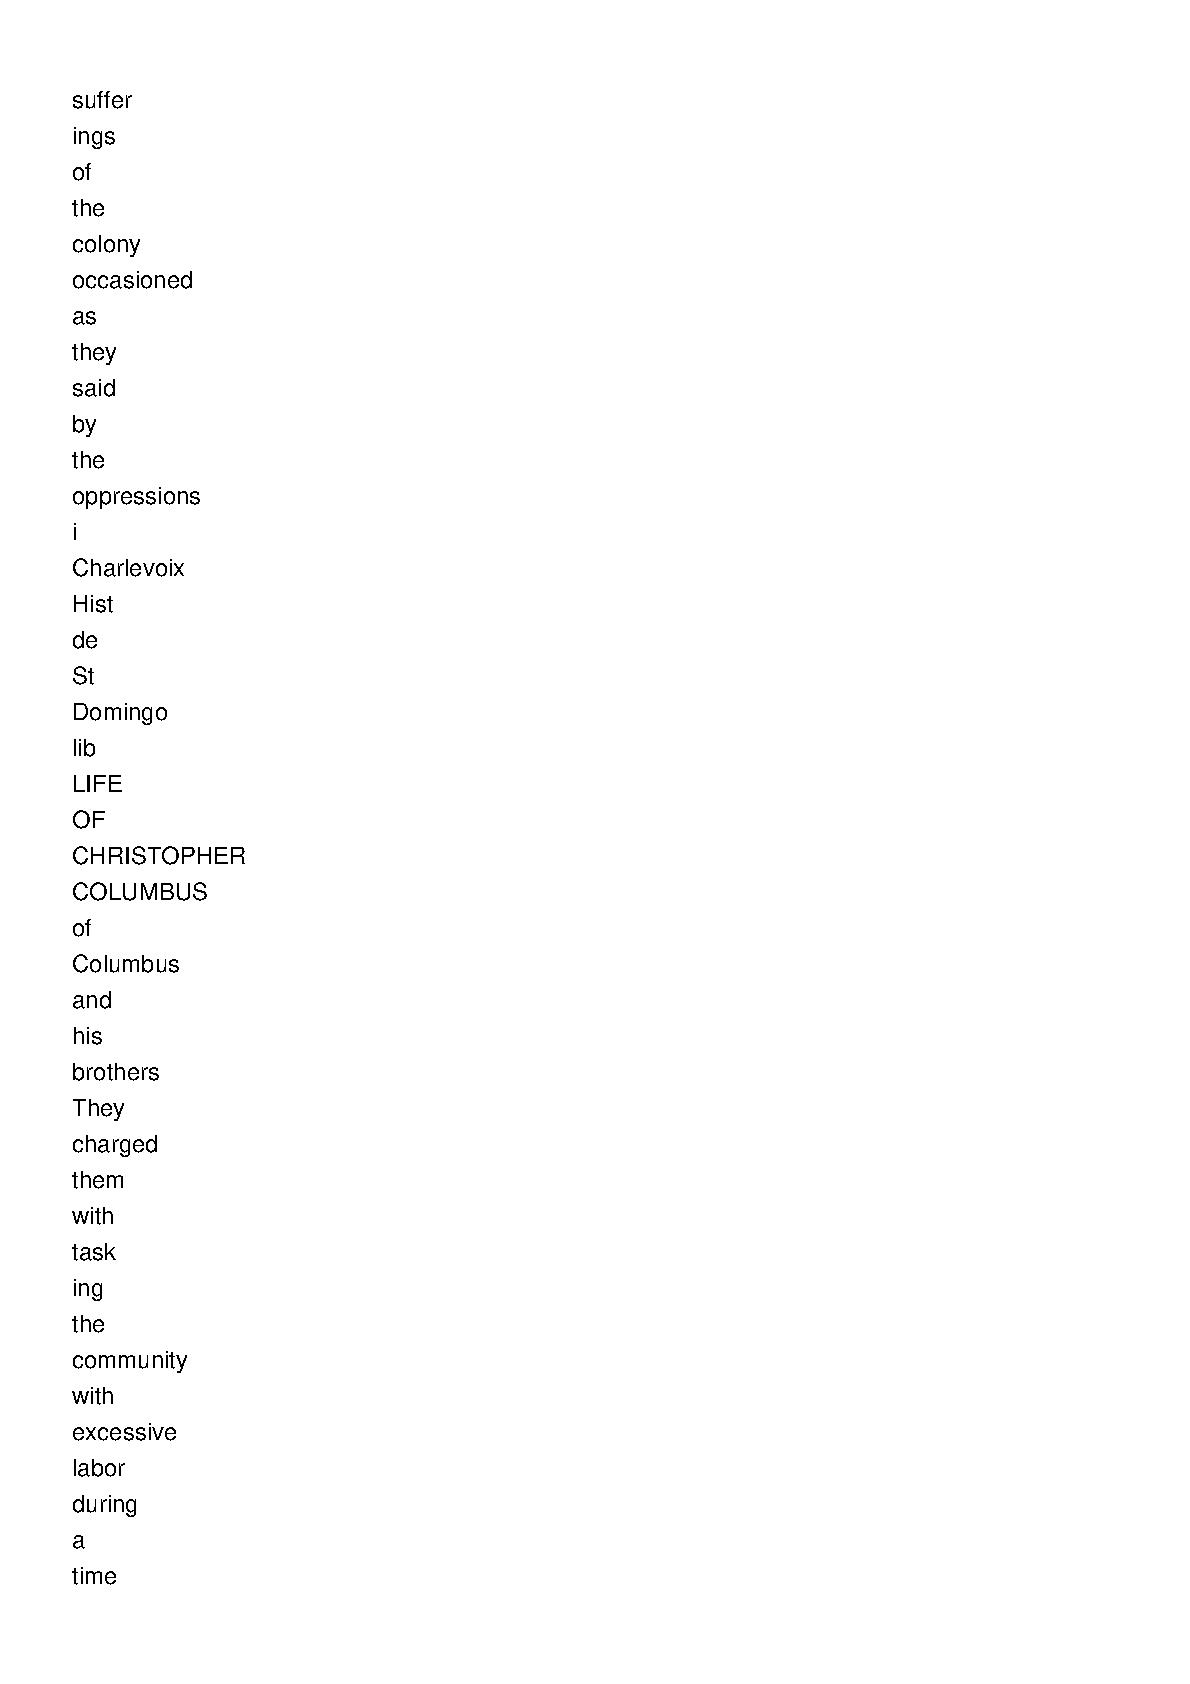 suffer
ings
of
the
colony
occasioned
as
they
said
by
the
oppressions
i
Charlevoix
Hist
de
St
Domingo
lib
LIFE
OF
CHRISTOPHER
COLUMBUS
of
Columbus
and
his
brothers
They
charged
them
with
task
ing
the
community
with
excessive
labor
during
a
time